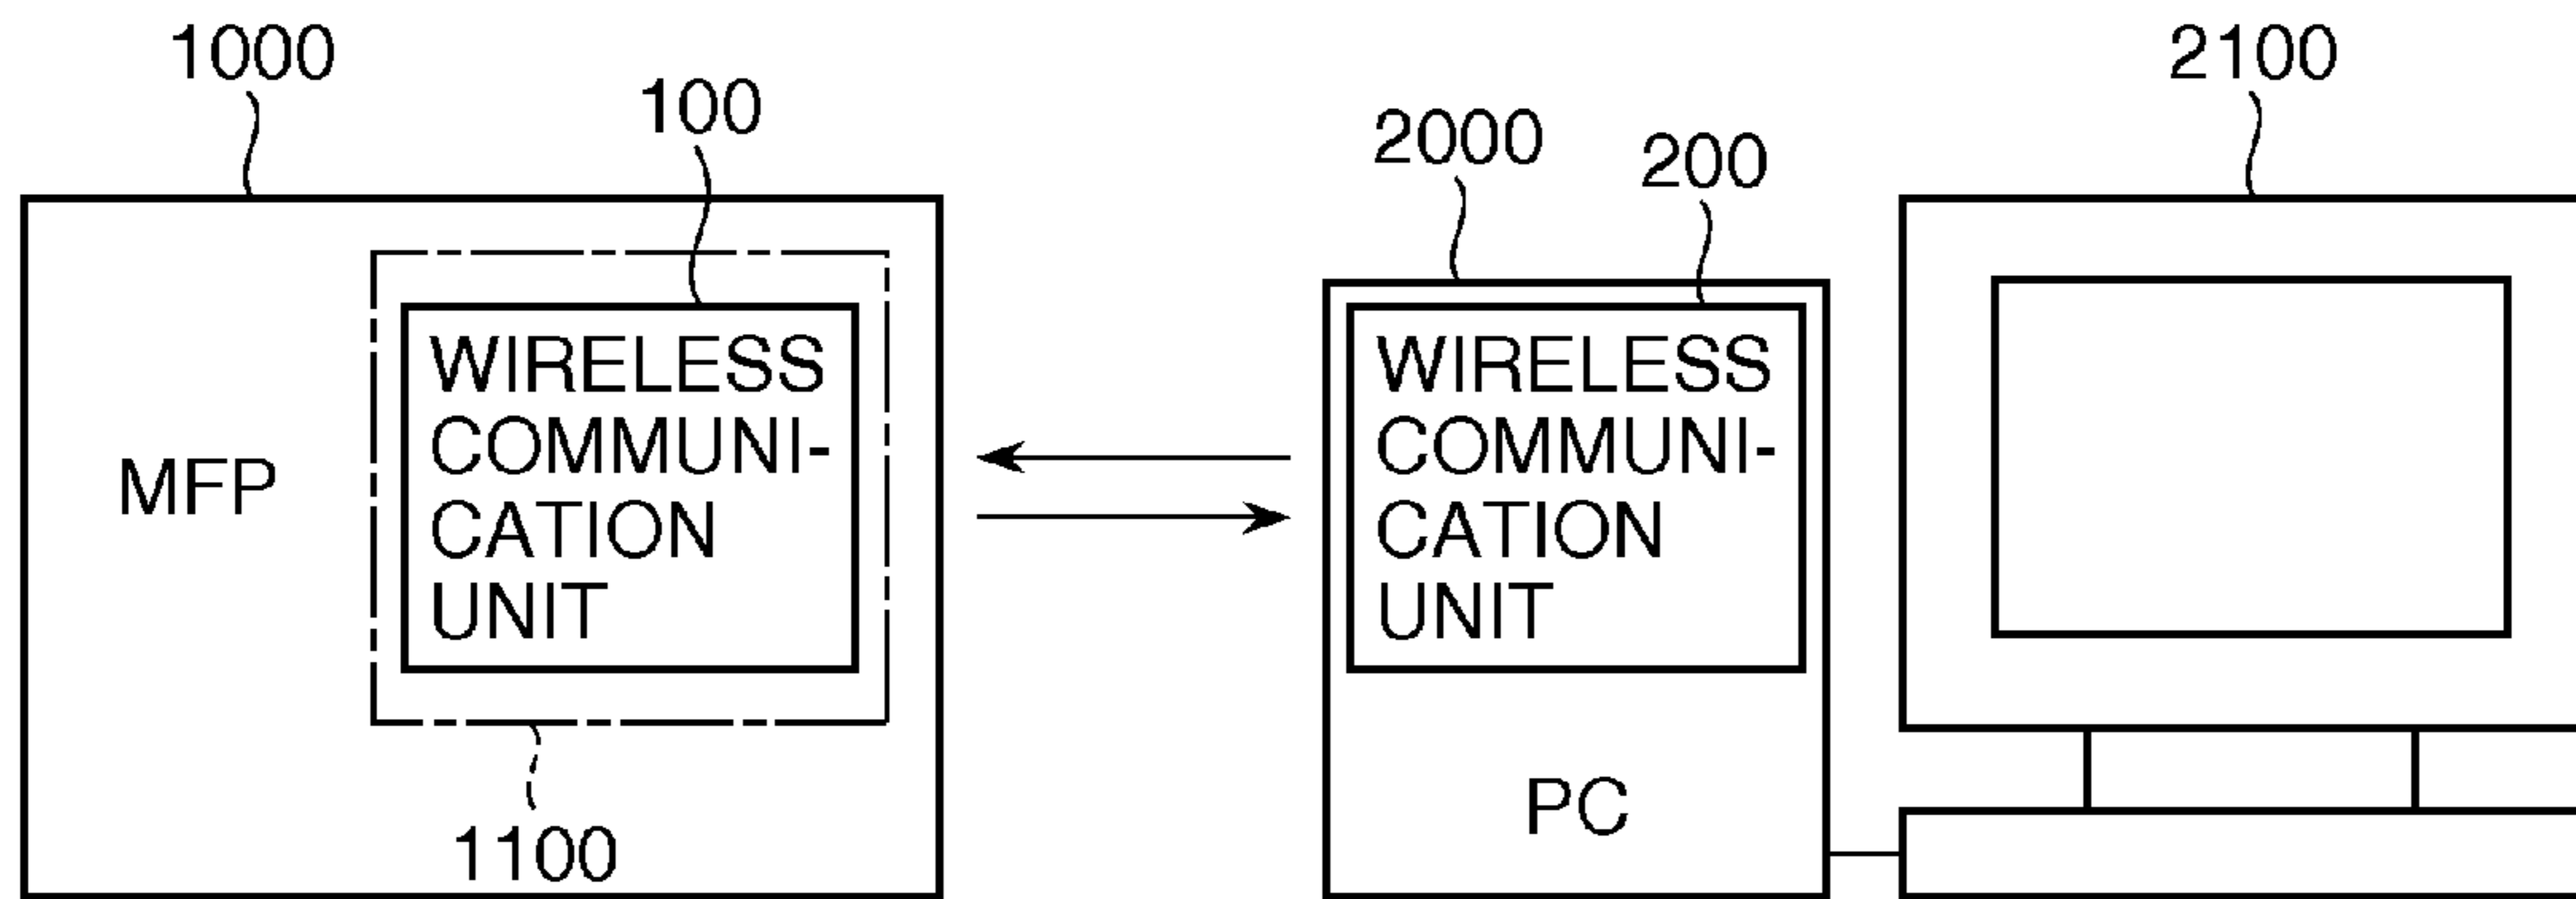 1000
100
2000
200
2100
MFP
WIRELESS
COMMUNI-
CATION
UNIT
1100
WIRELESS
COMMUNI-
CATION
UNIT
PC